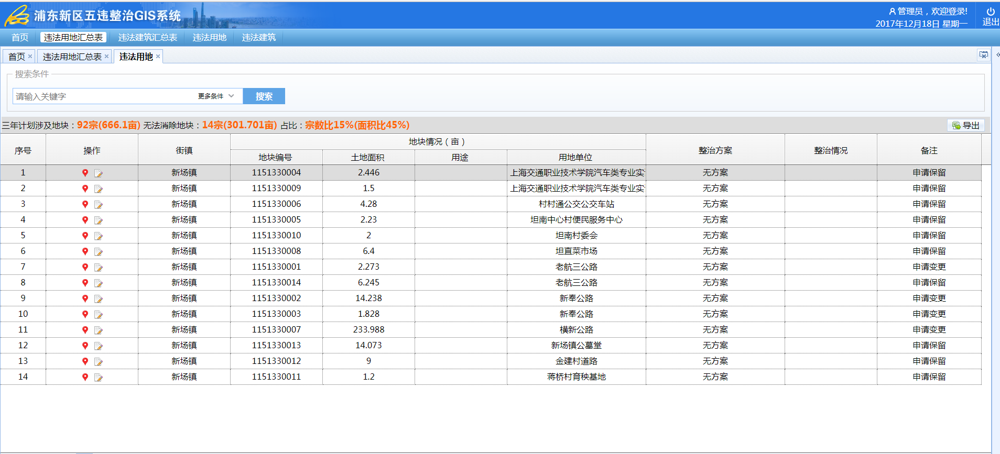 浦东新区五违整治GIS系统
管理员，欢迎登录!
2017年12月18日 星期一
退出
首页 违法用地汇总表 违法建筑汇总表 违法用地 违法建筑
首页 违法用地汇总表 违法用地
搜索条件
请输入关键字 更多条件 搜索
三年计划涉及地块：92宗(666.1亩) 无法消除地块：14宗(301.701亩) 占比：宗数比15%(面积比45%) 导出
序号 操作 街镇 地块情况（亩） 整治方案 整治情况 备注
地块编号 土地面积 用途 用地单位
1 新场镇 1151330004 2.446 上海交通职业技术学院汽车类专业实 无方案 申请保留
2 新场镇 1151330009 1.5 上海交通职业技术学院汽车类专业实 无方案 申请保留
3 新场镇 1151330006 4.28 村村通公交公交车站 无方案 申请保留
4 新场镇 1151330005 2.23 坦南中心村便民服务中心 无方案 申请保留
5 新场镇 1151330010 2 坦南村委会 无方案 申请保留
6 新场镇 1151330008 6.4 坦直菜市场 无方案 申请保留
7 新场镇 1151330001 2.273 老航三公路 无方案 申请变更
8 新场镇 1151330014 6.245 老航三公路 无方案 申请保留
9 新场镇 1151330002 14.238 新奉公路 无方案 申请变更
10 新场镇 1151330003 1.828 新奉公路 无方案 申请变更
11 新场镇 1151330007 233.988 横新公路 无方案 申请变更
12 新场镇 1151330013 14.073 新场镇公墓堂 无方案 申请保留
13 新场镇 1151330012 9 金建村道路 无方案 申请保留
14 新场镇 1151330011 1.2 蒋桥村育秧基地 无方案 申请保留